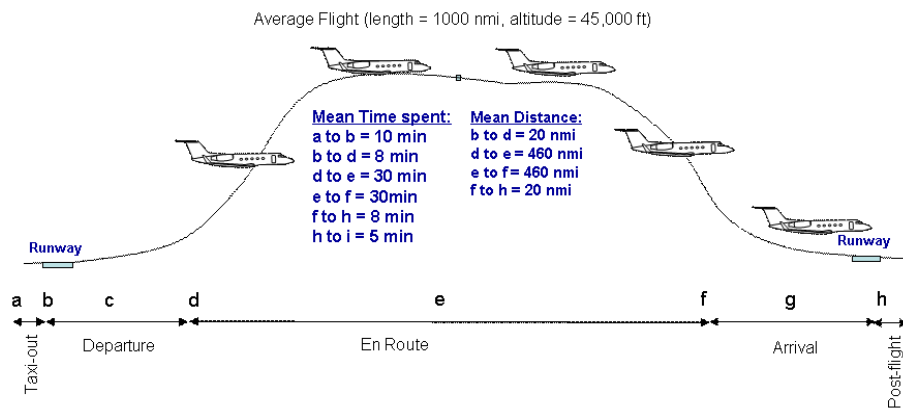 Average Flight (length = 1000 nmi, altitude = 45,000 ft)
Mean Time spent:
a to b = 10 min
b to d = 8 min
d to e = 30 min
e to f = 30min
f to h = 8 min
h to i = 5 min
Mean Distance:
b to d = 20 nmi
d to e = 460 nmi
e to f = 460 nmi
f to h = 20 nmi
Runway
Runway
a b c d e f g h
Taxi-out
Departure
En Route
Arrival
Post-flight